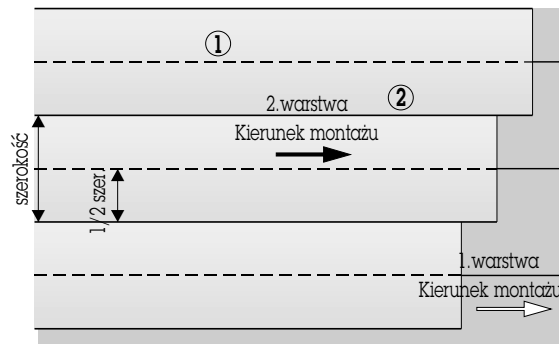 1
2.warstwa 2
Kierunek montażu
szerokość
1/2 szer
1.warstwa
Kierunek montażu